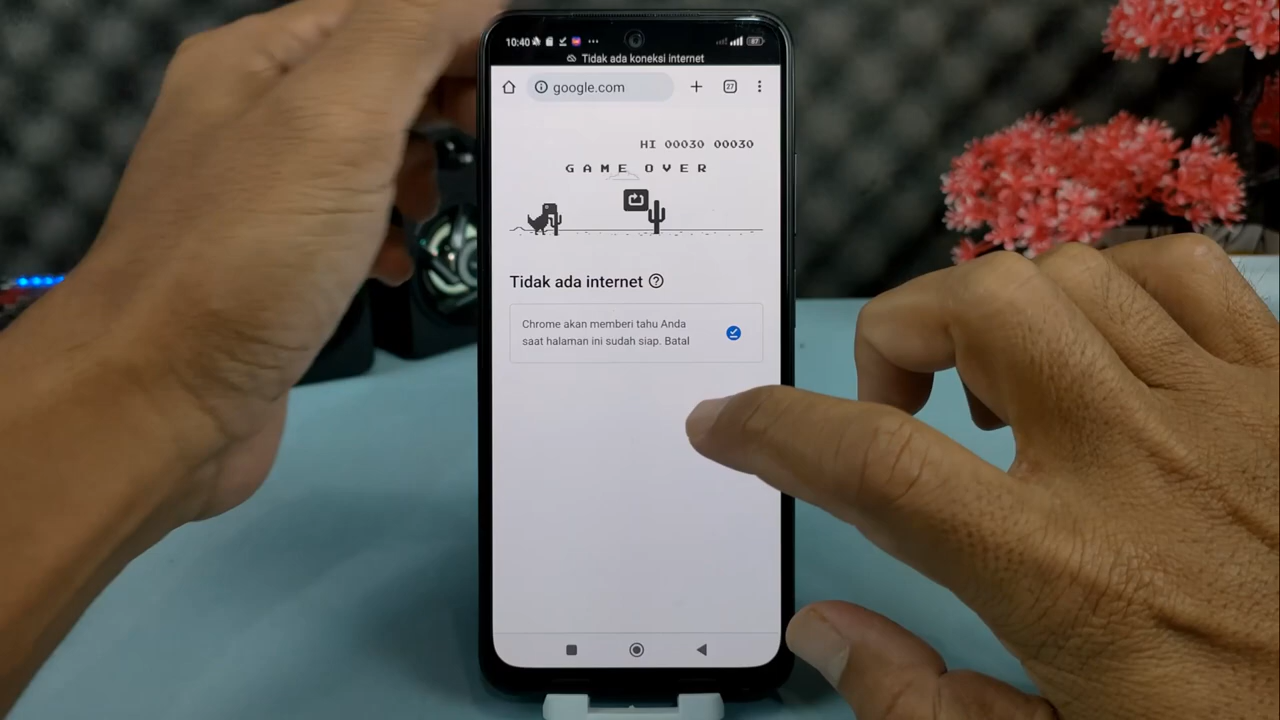 10:40
87
Tidak ada koneksi internet
google.com
27
HI 00030 00030
GAME OVER
Tidak ada internet
Chrome akan memberi tahu Anda
saat halaman ini sudah siap. Batal